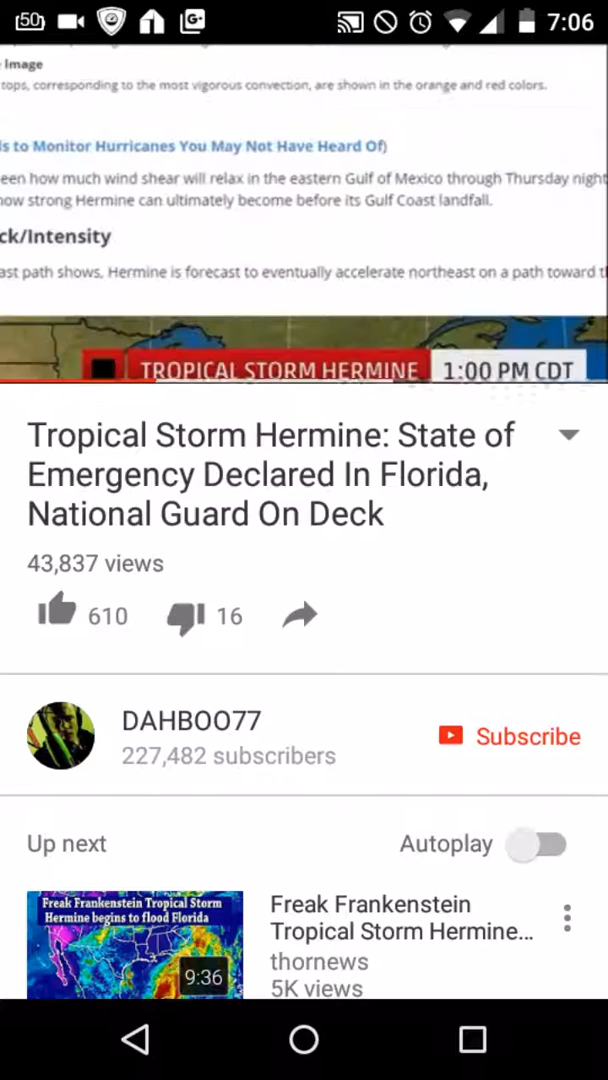 50
G+
7:06
Image
tops, corresponding to the most vigorous convection, are shown in the orange and red colors.
ls to Monitor Hurricanes You May Not Have Heard Of)
een how much wind shear will relax in the eastern Gulf of Mexico through Thursday night
how strong Hermine can ultimately become before its Gulf Coast landfall.
ck/Intensity
ast path shows, Hermine is forecast to eventually accelerate northeast on a path toward t
TROPICAL STORM HERMINE 1:00 PM CDT
Tropical Storm Hermine: State of
Emergency Declared In Florida,
National Guard On Deck
43,837 views
610 16
DAHBOO77
227,482 subscribers
Subscribe
Up next Autoplay
Freak Frankenstein Tropical Storm
Hermine begins to flood Florida
9:36
Freak Frankenstein
Tropical Storm Hermine...
thornews
5K views